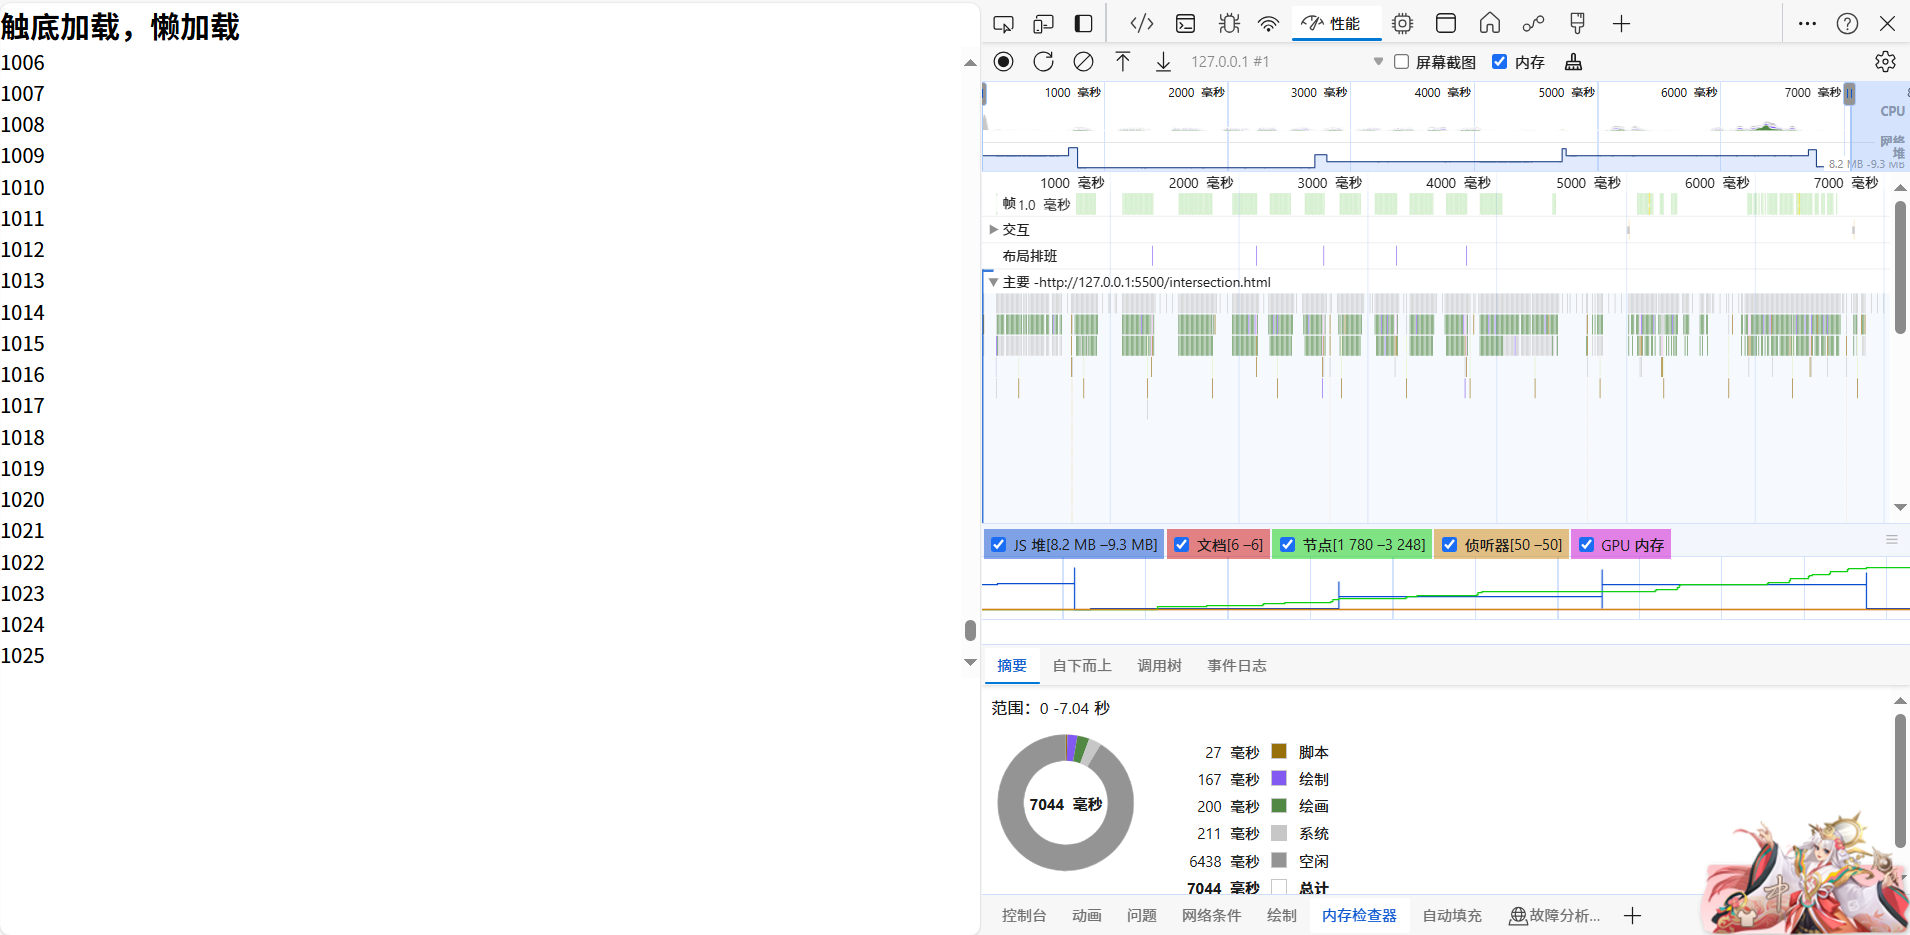 触底加载，懒加载
1006
1007
1008
1009
1010
1011
1012
1013
1014
1015
1016
1017
1018
1019
1020
1021
1022
1023
1024
1025
性能
127.0.0.1 #1
屏幕截图
内存
1000 毫秒 2000 毫秒 3000 毫秒 4000 毫秒 5000 毫秒 6000 毫秒 7000 毫秒
CPU
网络
堆
8.2 MB -9.3 MB
1000 毫秒 2000 毫秒 3000 毫秒 4000 毫秒 5000 毫秒 6000 毫秒 7000 毫秒
帧 1.0 毫秒
交互
布局排班
主要 -http://127.0.0.1:5500/intersection.html
JS 堆[8.2 MB –9.3 MB] 文档[6 –6] 节点[1 780 –3 248] 侦听器[50 –50] GPU 内存
摘要 自下而上 调用树 事件日志
范围：0 -7.04 秒
7044 毫秒
27 毫秒 脚本
167 毫秒 绘制
200 毫秒 绘画
211 毫秒 系统
6438 毫秒 空闲
7044 毫秒 总计
控制台 动画 问题 网络条件 绘制 内存检查器 自动填充 故障分析...
中